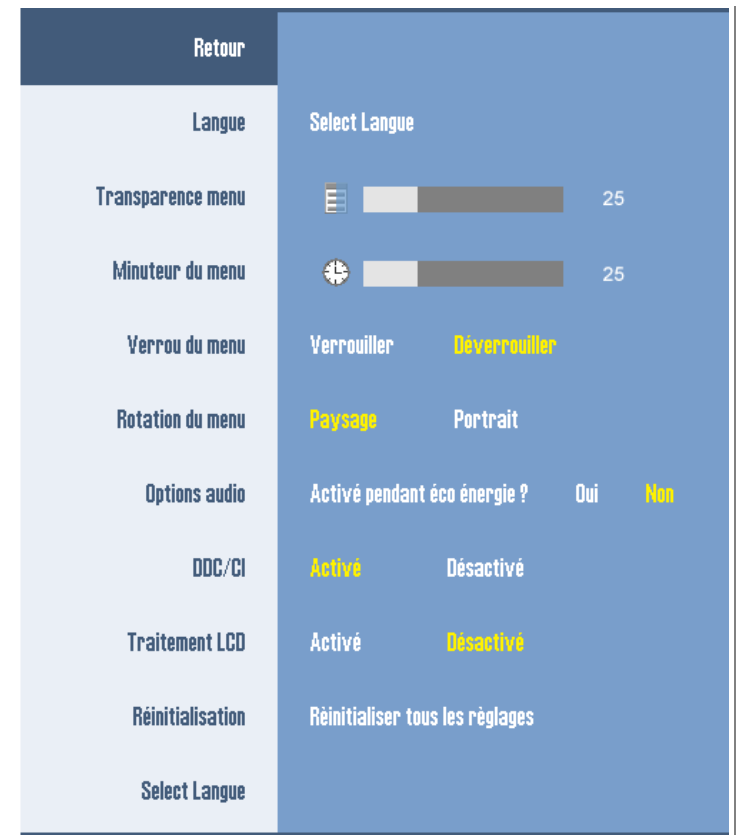 Retour
Langue Select Langue
Transparence menu 25
Minuteur du menu 25
Verrou du menu Verrouiller Déverrouiller
Rotation du menu Paysage Portrait
Options audio Activé pendant éco énergie ? Oui Non
DDC/CI Activé Désactivé
Traitement LCD Activé Désactivé
Réinitialisation Rèinitialiser tous les règlages
Select Langue